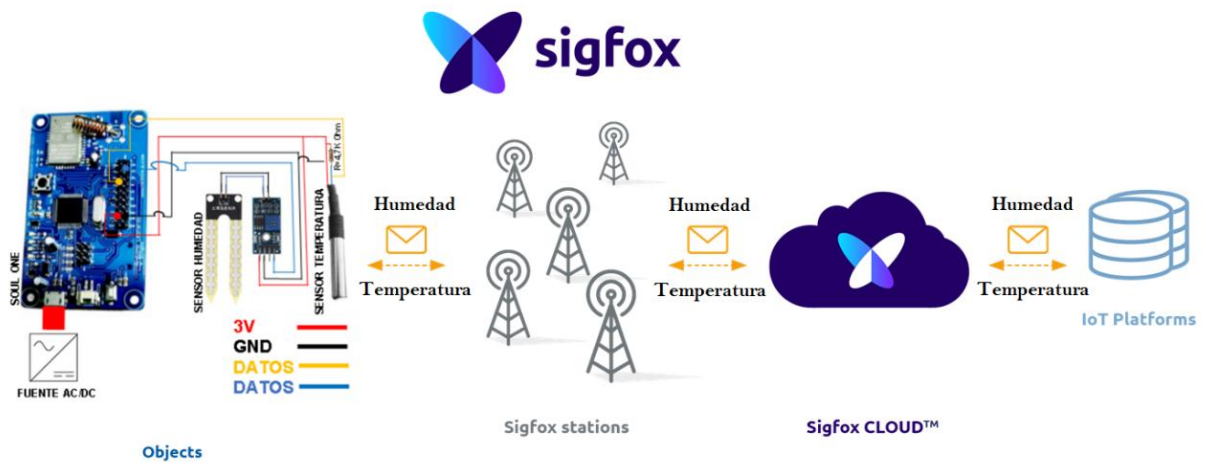 sigfox
SOUL ONE
FUENTE AC/DC
SENSOR HUMEDAD
SENSOR TEMPERATURA
R=4,7K Ohm
3V
GND
DATOS
DATOS
Objects
Humedad
Temperatura
Sigfox stations
Humedad
Temperatura
Sigfox CLOUD™
Humedad
Temperatura
IoT Platforms